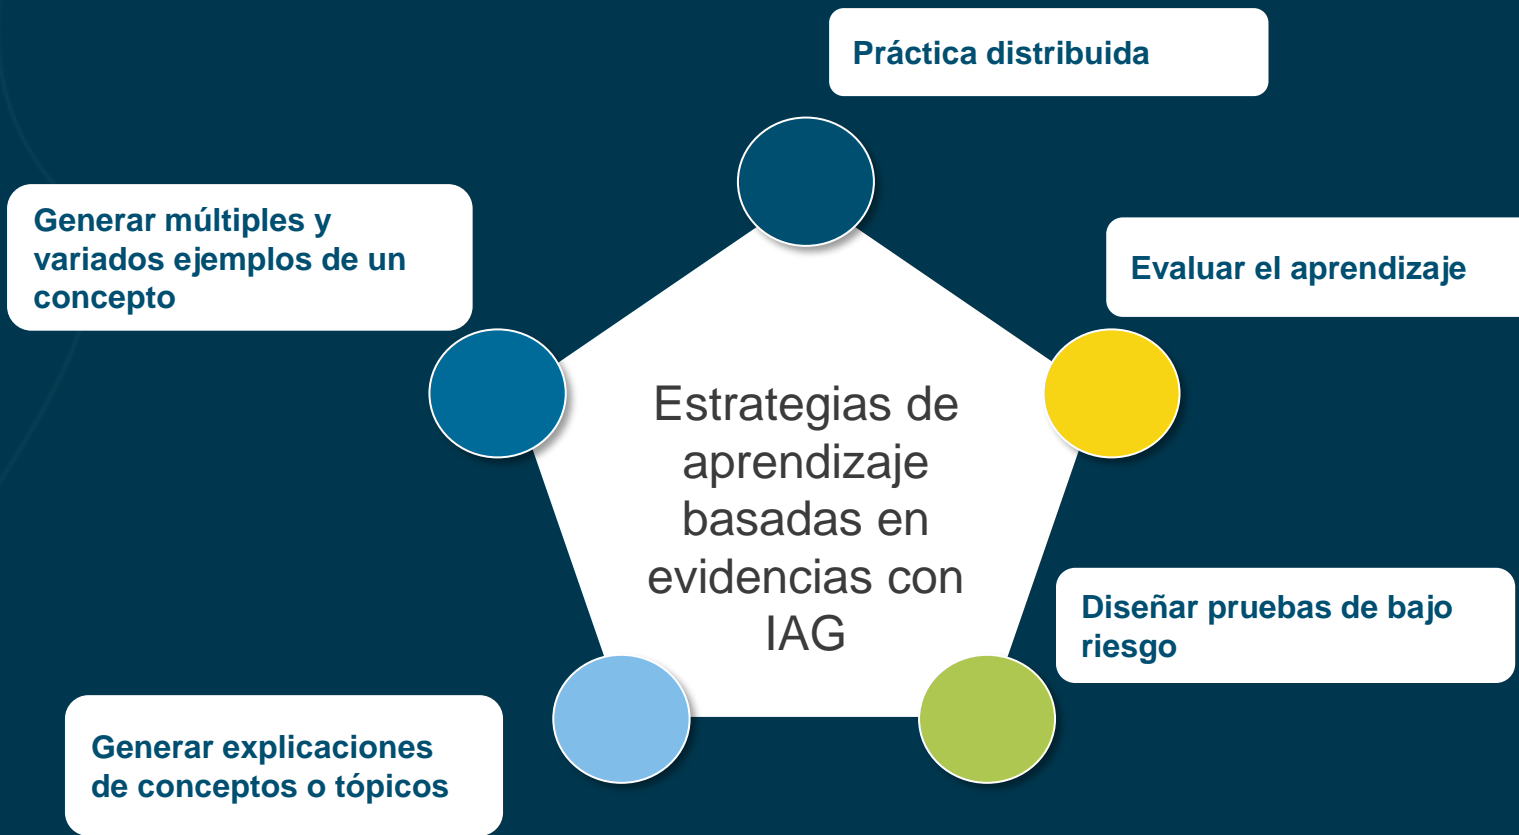 Práctica distribuida
Generar múltiples y
variados ejemplos de un
concepto
Evaluar el aprendizaje
Estrategias de
aprendizaje
basadas en
evidencias con
IAG
Diseñar pruebas de bajo
riesgo
Generar explicaciones
de conceptos o tópicos